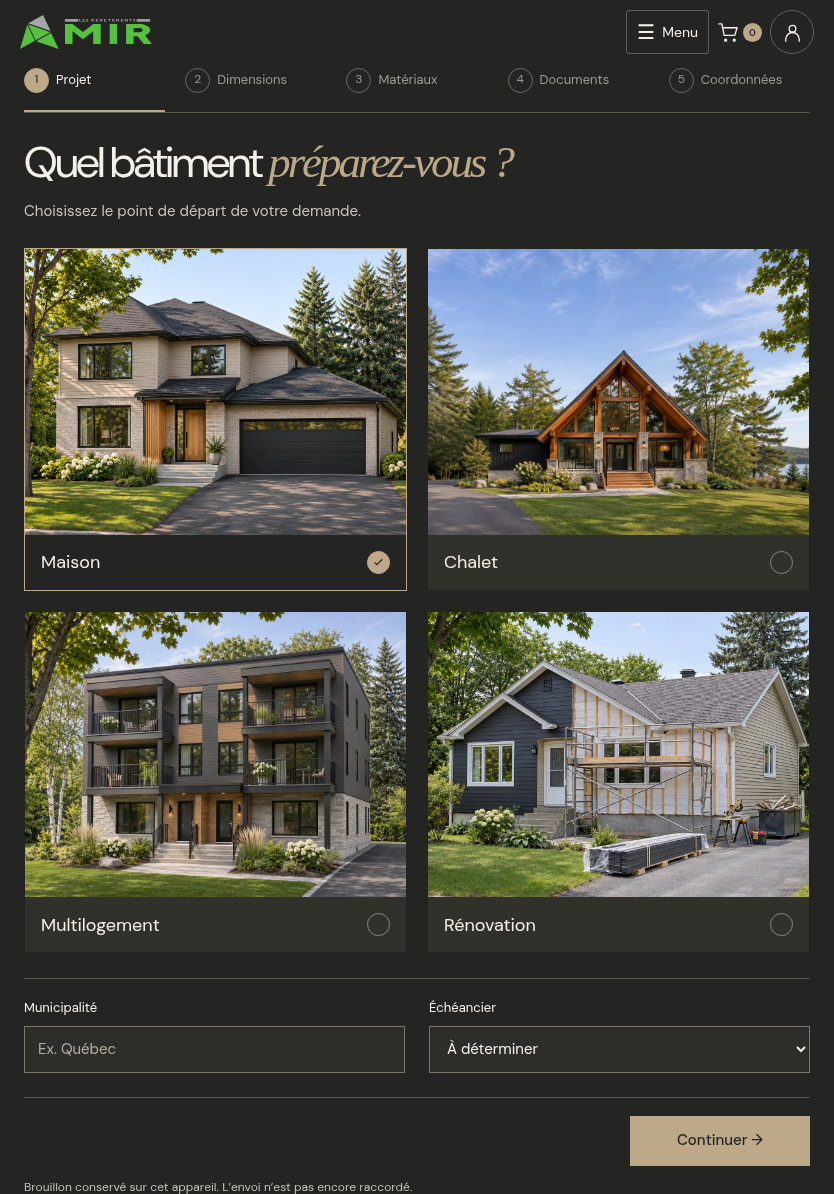 LES REVÊTEMENTS
MIR
Menu
0
1 Projet
2 Dimensions
3 Matériaux
4 Documents
5 Coordonnées
Quel bâtiment préparez-vous ?
Choisissez le point de départ de votre demande.
Maison
Chalet
Multilogement
Rénovation
Municipalité
Échéancier
Ex. Québec
À déterminer
Continuer →
Brouillon conservé sur cet appareil. L’envoi n’est pas encore raccordé.